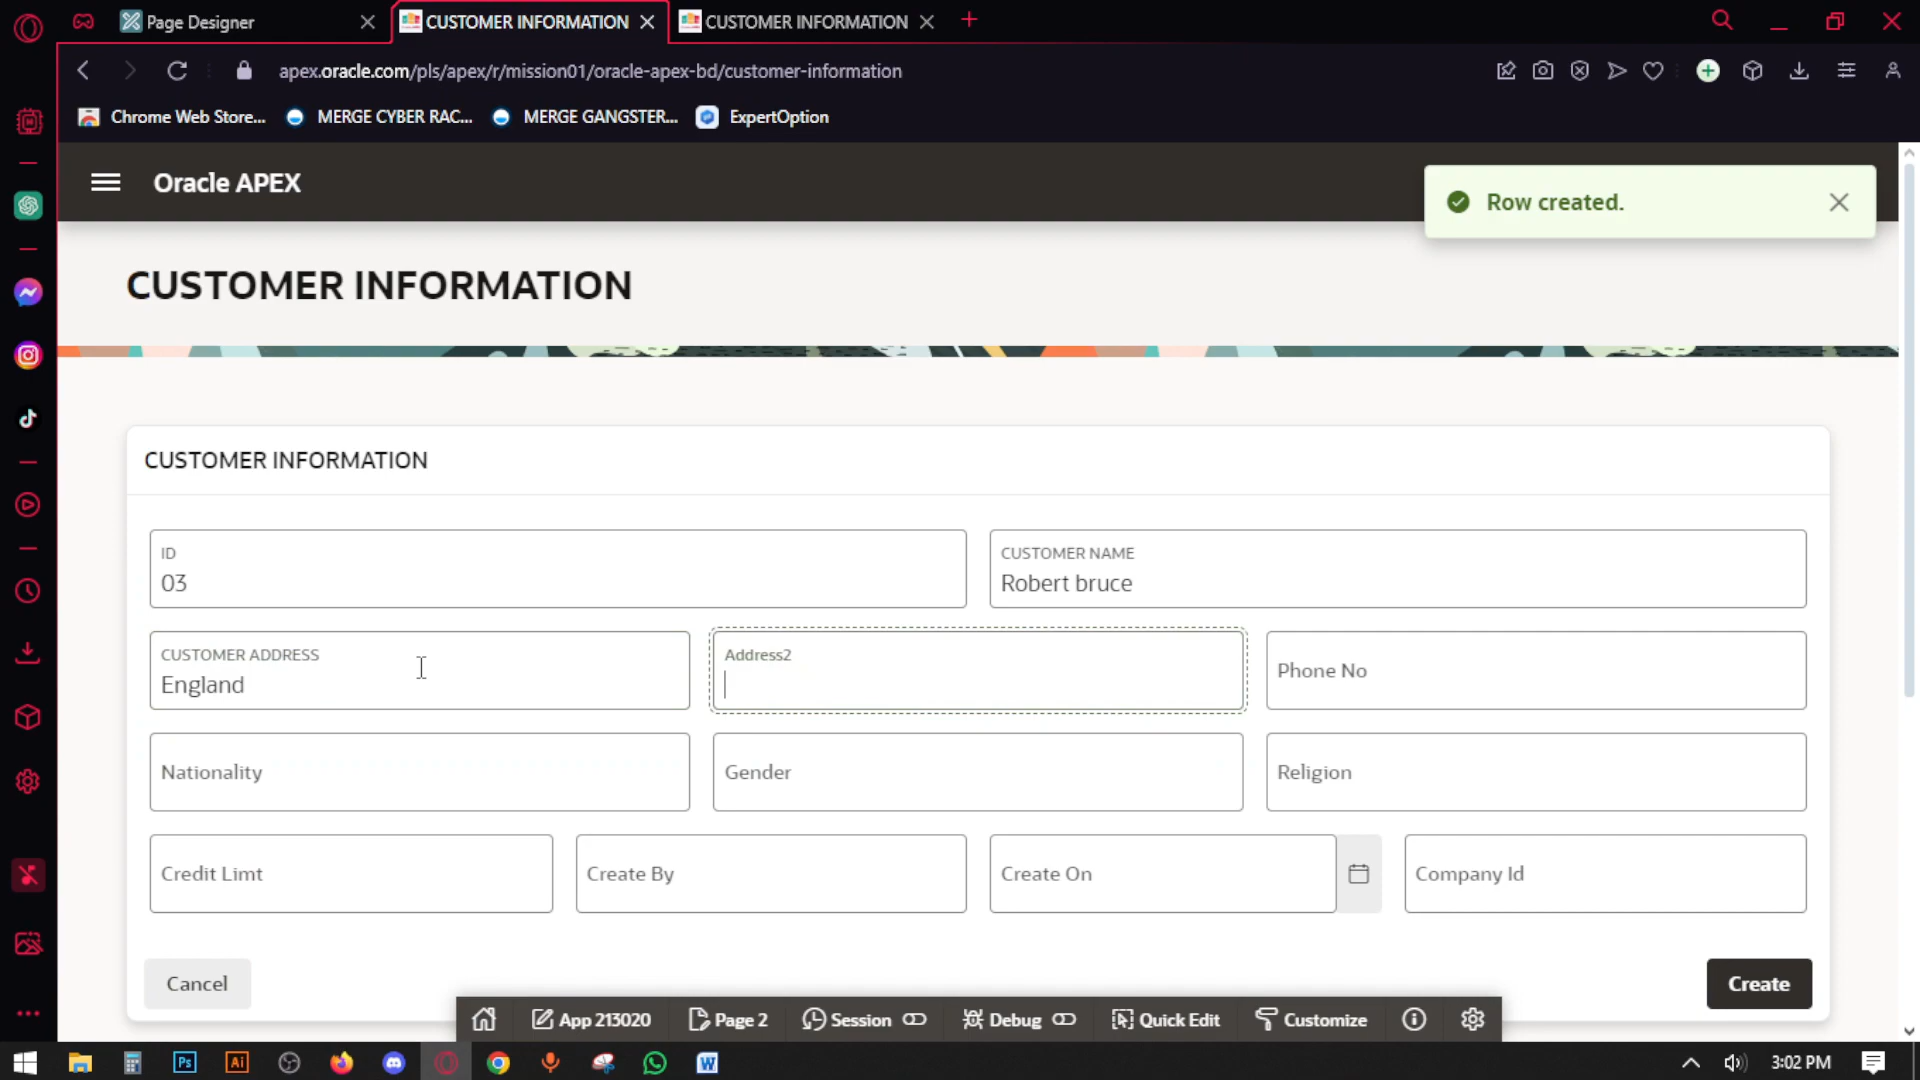 Page Designer
CUSTOMER INFORMATION
CUSTOMER INFORMATION
apex.oracle.com/pls/apex/r/mission01/oracle-apex-bd/customer-information
Chrome Web Store...
MERGE CYBER RAC...
MERGE GANGSTER...
ExpertOption
Oracle APEX
Row created.
CUSTOMER INFORMATION
CUSTOMER INFORMATION
ID
03
CUSTOMER NAME
Robert bruce
CUSTOMER ADDRESS
England
Address2
Phone No
Nationality
Gender
Religion
Credit Limt
Create By
Create On
Company Id
Cancel
Create
App 213020
Page 2
Session
Debug
Quick Edit
Customize
Ps
Ai
W
3:02 PM